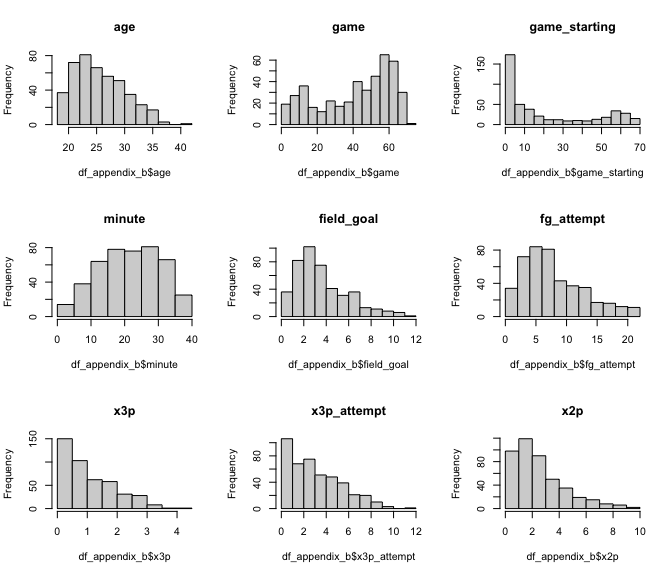 age
Frequency
0 40 80
20 25 30 35 40
df_appendix_b$age
game
Frequency
0 20 40 60
0 20 40 60
df_appendix_b$game
game_starting
Frequency
0 50 150
0 10 30 50 70
df_appendix_b$game_starting
minute
Frequency
0 40 80
0 10 20 30 40
df_appendix_b$minute
field_goal
Frequency
0 40 80
0 2 4 6 8 10 12
df_appendix_b$field_goal
fg_attempt
Frequency
0 40 80
0 5 10 15 20
df_appendix_b$fg_attempt
x3p
Frequency
0 50 150
0 1 2 3 4
df_appendix_b$x3p
x3p_attempt
Frequency
0 40 80
0 2 4 6 8 10 12
df_appendix_b$x3p_attempt
x2p
Frequency
0 40 80
0 2 4 6 8 10
df_appendix_b$x2p